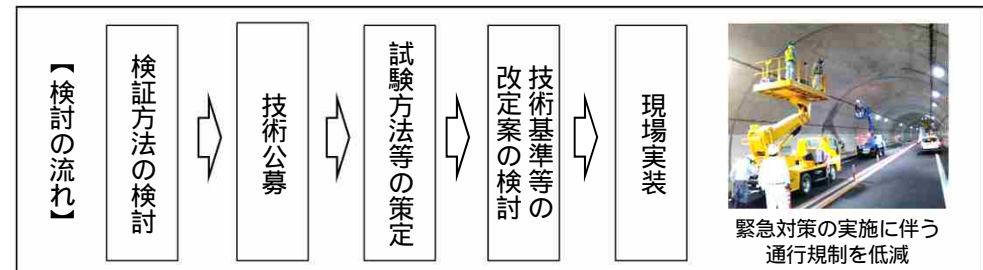 【検討の流れ】
検証方法の検討
技術公募
試験方法等の策定
技術基準等の
改定案の検討
現場実装
緊急対策の実施に伴う
通行規制を低減